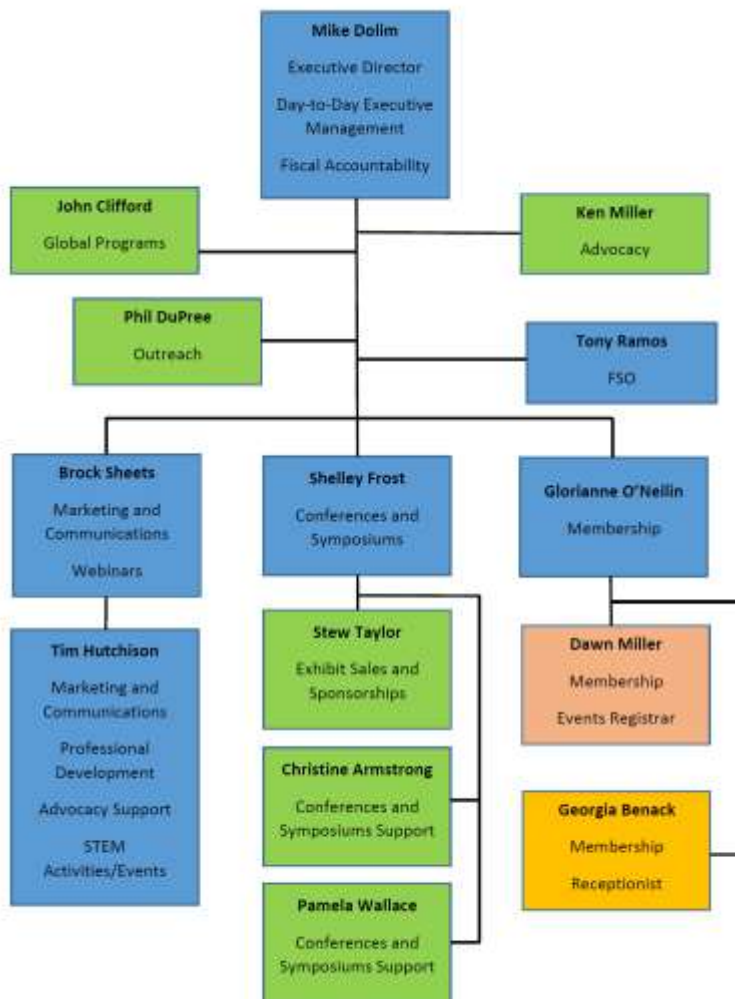 Mike Dolim
Executive Director
Day-to-Day Executive
Management
Fiscal Accountability
John Clifford
Global Programs
Ken Miller
Advocacy
Phil DuPree
Outreach
Tony Ramos
FSO
Brock Sheets
Marketing and
Communications
Webinars
Shelley Frost
Conferences and
Symposiums
Glorianne O'Neilin
Membership
Tim Hutchison
Marketing and
Communications
Professional
Development
Advocacy Support
STEM
Activities/Events
Stew Taylor
Exhibit Sales and
Sponsorships
Christine Armstrong
Conferences and
Symposiums Support
Pamela Wallace
Conferences and
Symposiums Support
Dawn Miller
Membership
Events Registrar
Georgia Benack
Membership
Receptionist